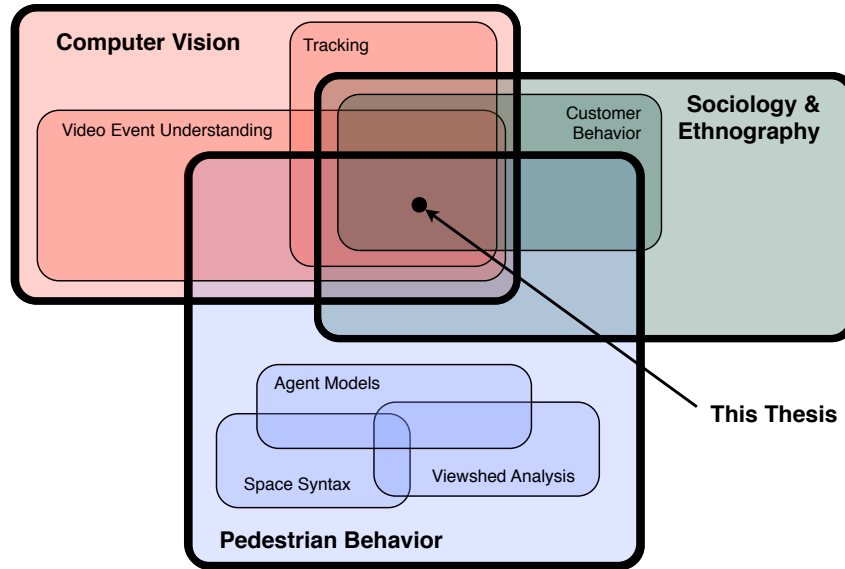 Computer Vision
Tracking
Video Event Understanding
Customer
Behavior
Sociology &
Ethnography
Agent Models
Space Syntax
Viewshed Analysis
This Thesis
Pedestrian Behavior